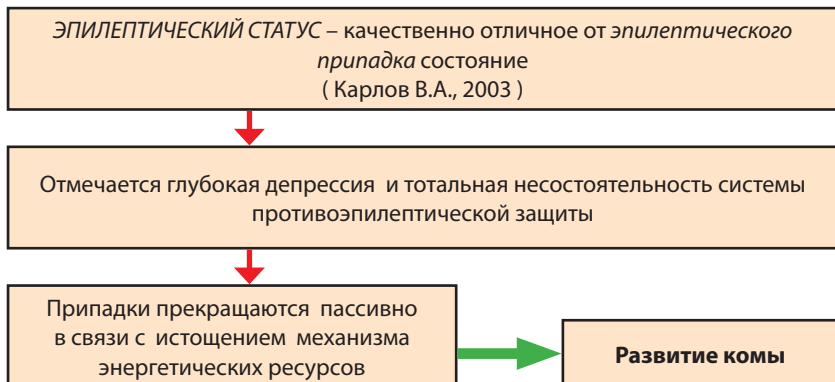 ЭПИЛЕПТИЧЕСКИЙ СТАТУС – качественно отличное от эпилептического
припадка состояние
( Карлов В.А., 2003 )
Отмечается глубокая депрессия и тотальная несостоятельность системы
противоэпилептической защиты
Припадки прекращаются пассивно
в связи с истощением механизма
энергетических ресурсов
Развитие комы